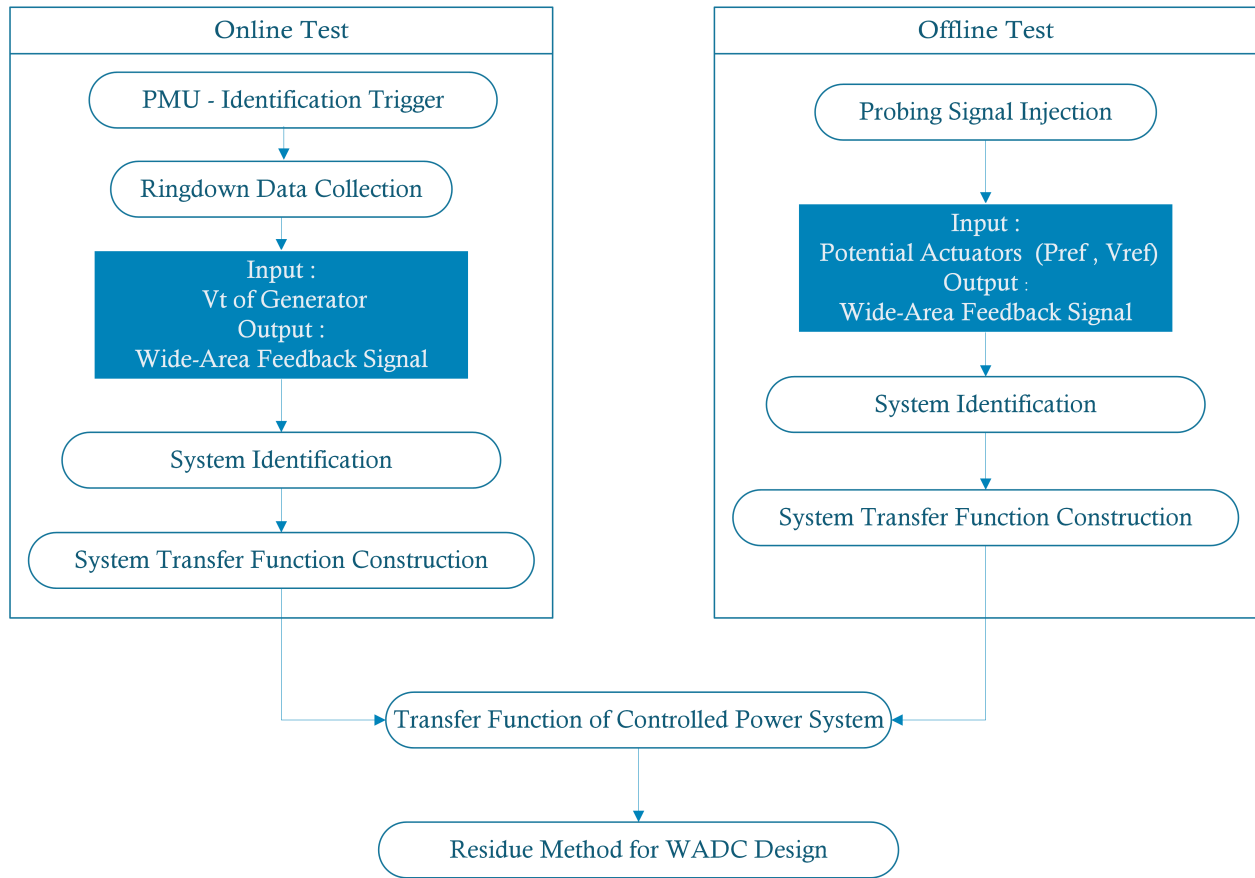 Online Test
PMU - Identification Trigger
Ringdown Data Collection
Input :
Vt of Generator
Output :
Wide-Area Feedback Signal
System Identification
System Transfer Function Construction
Offline Test
Probing Signal Injection
Input :
Potential Actuators (Pref , Vref)
Output :
Wide-Area Feedback Signal
System Identification
System Transfer Function Construction
Transfer Function of Controlled Power System
Residue Method for WADC Design